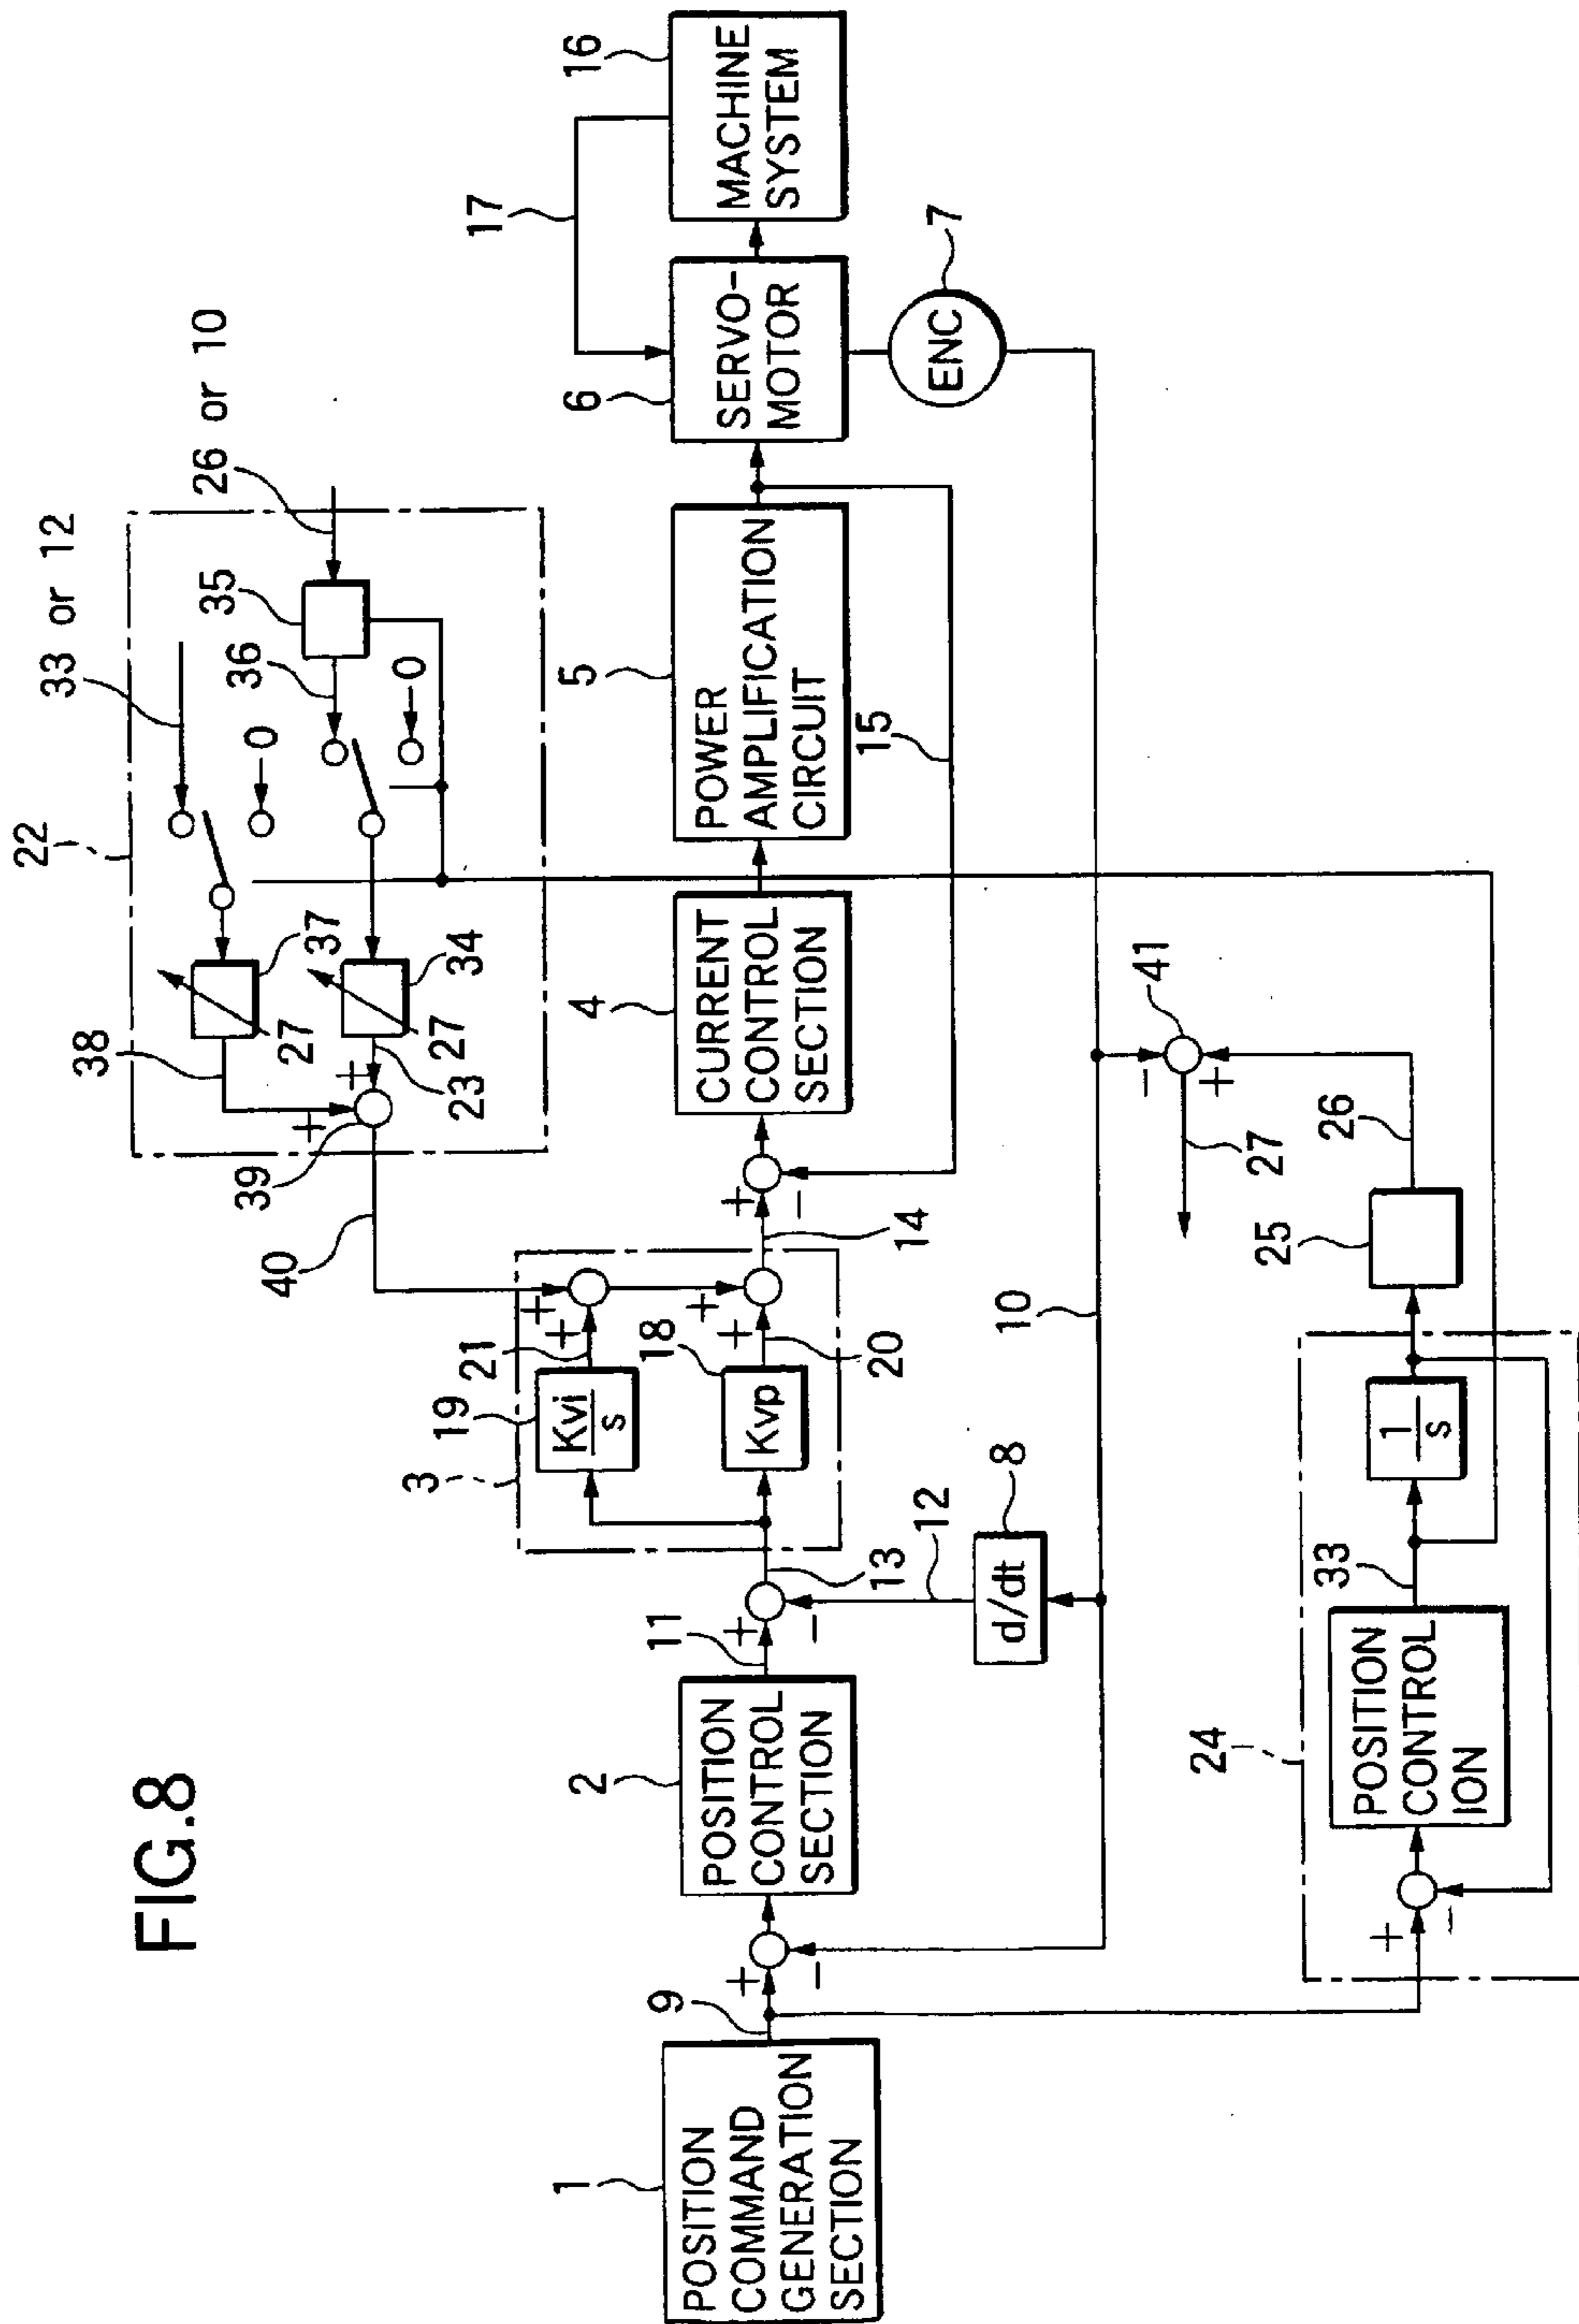 FIG.8
22
33 or 12
26 or 10
38
37
27
36
35
0
0
27
34
23
+
+
39
40
17
1
POSITION
COMMAND
GENERATION
SECTION
9
+
−
2
POSITION
CONTROL
SECTION
11
+
−
13
3
19
Kvi
s
21
+
+
18
Kvp
20
+
+
14
+
−
4
CURRENT
CONTROL
SECTION
5
POWER
AMPLIFICATION
CIRCUIT
15
6
SERVO-
MOTOR
16
MACHINE
SYSTEM
ENC
7
12
8
d/dt
10
−
+
41
27
26
24
+
−
POSITION
CONTROL
ION
33
1
s
25